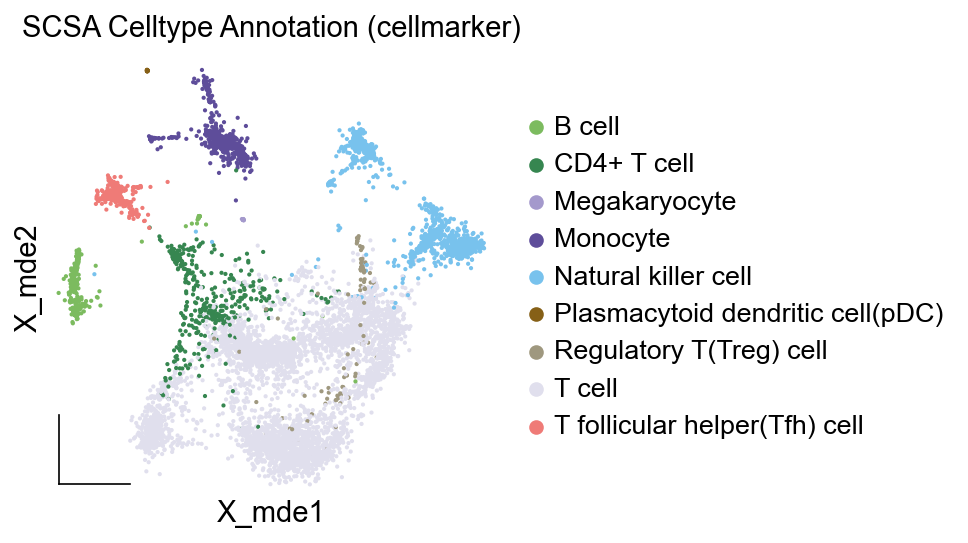 SCSA Celltype Annotation (cellmarker)
B cell
CD4+ T cell
Megakaryocyte
Monocyte
Natural killer cell
Plasmacytoid dendritic cell(pDC)
Regulatory T(Treg) cell
T cell
T follicular helper(Tfh) cell
X_mde2
X_mde1